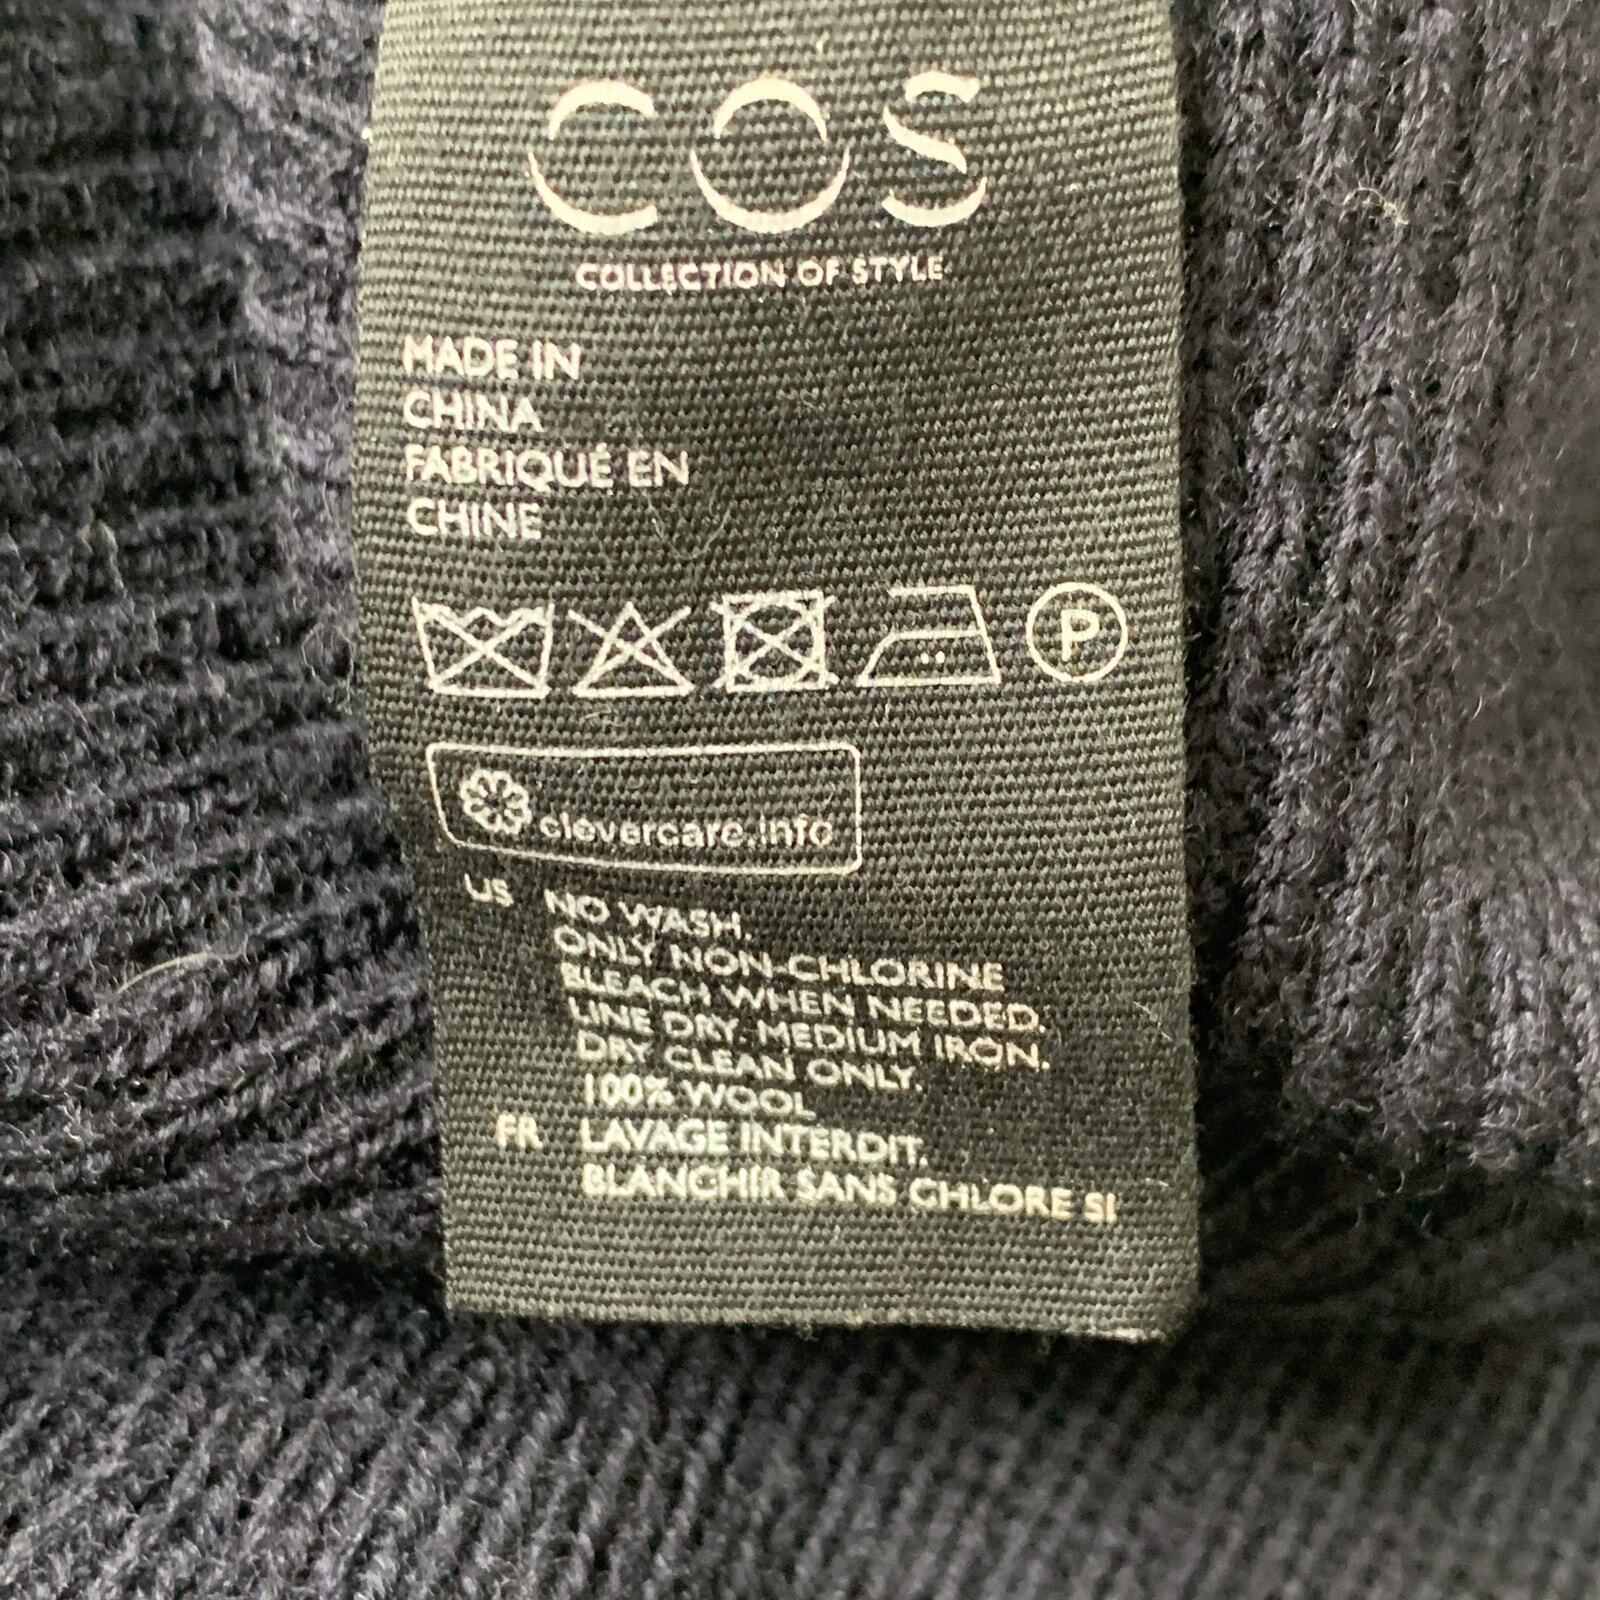 COS
COLLECTION OF STYLE
MADE IN
CHINA
FABRIQUÉ EN
CHINE
P
clevercare.info
US NO WASH.
ONLY NON-CHLORINE
BLEACH WHEN NEEDED.
LINE DRY. MEDIUM IRON.
DRY CLEAN ONLY.
100% WOOL
FR LAVAGE INTERDIT.
BLANCHIR SANS CHLORE SI